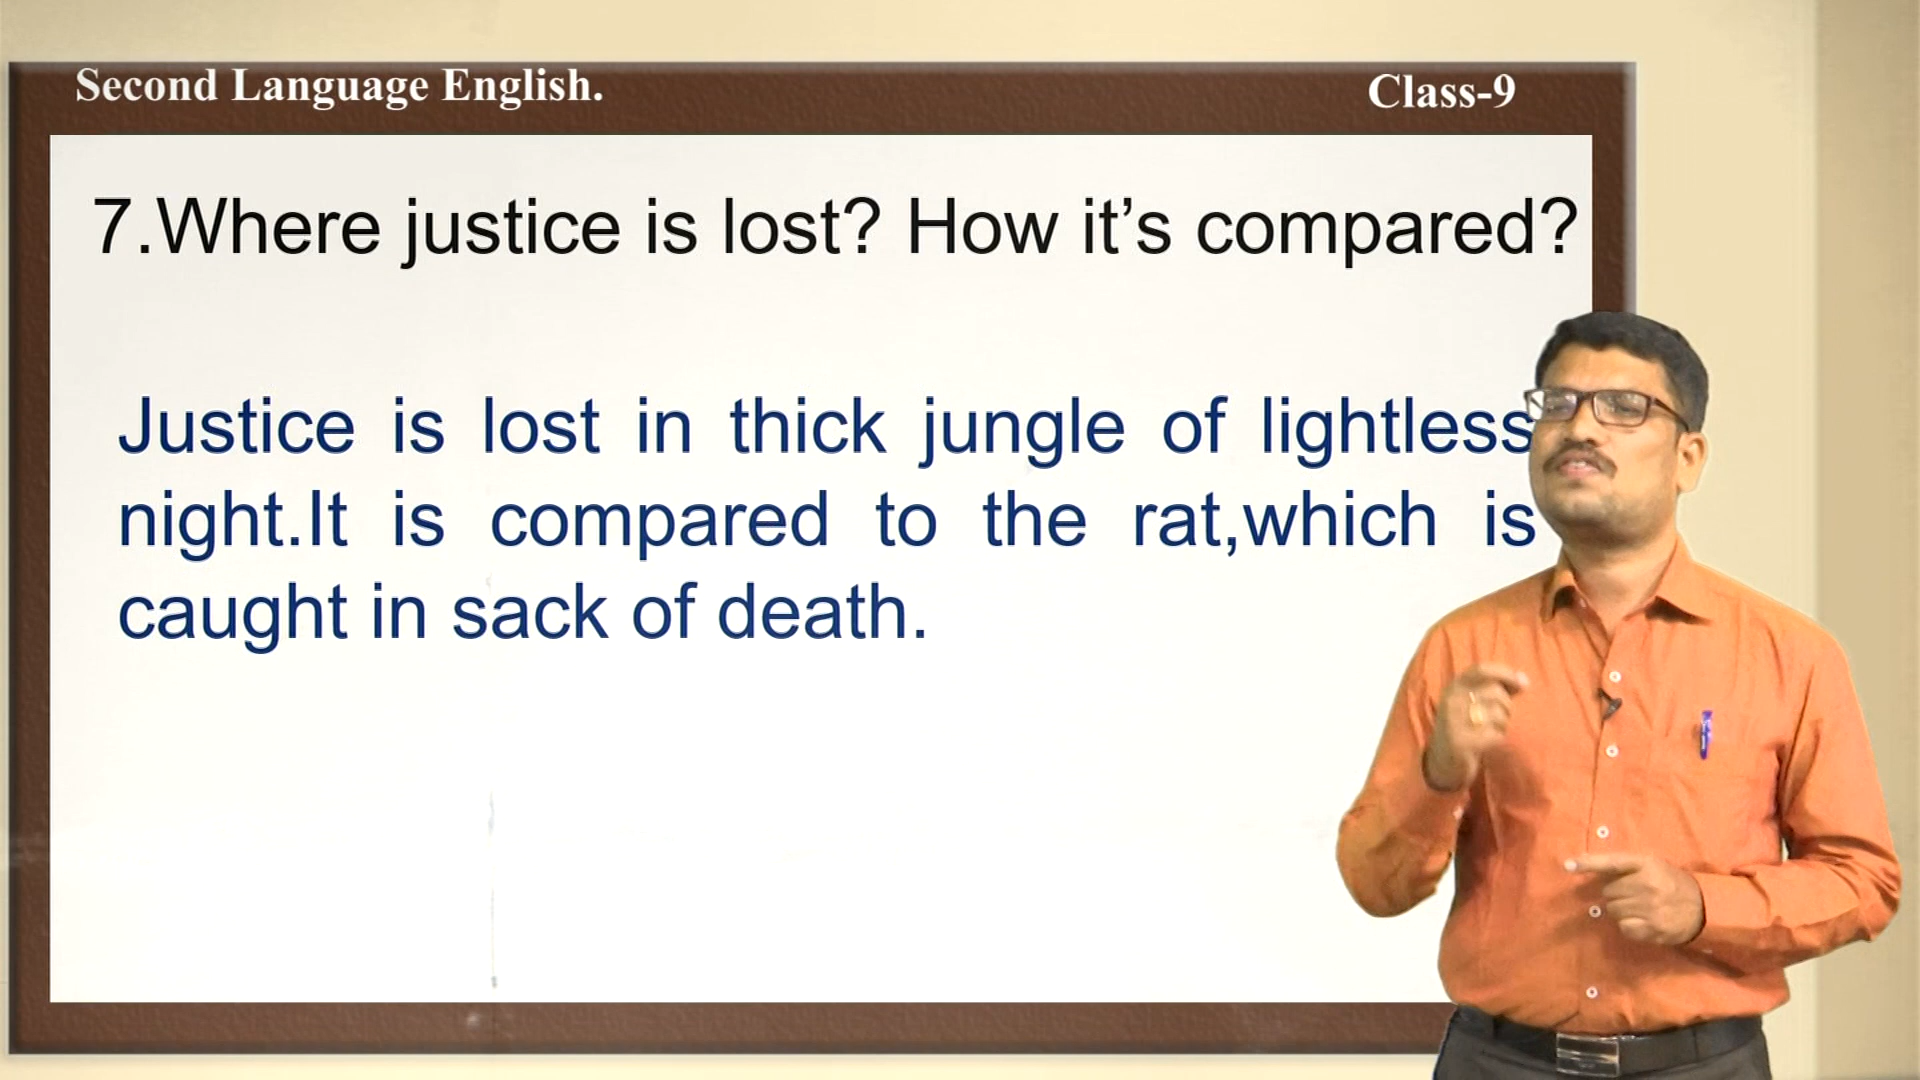 Second Language English.
Class-9
7.Where justice is lost? How it’s compared?
Justice is lost in thick jungle of lightless
night.It is compared to the rat,which is
caught in sack of death.